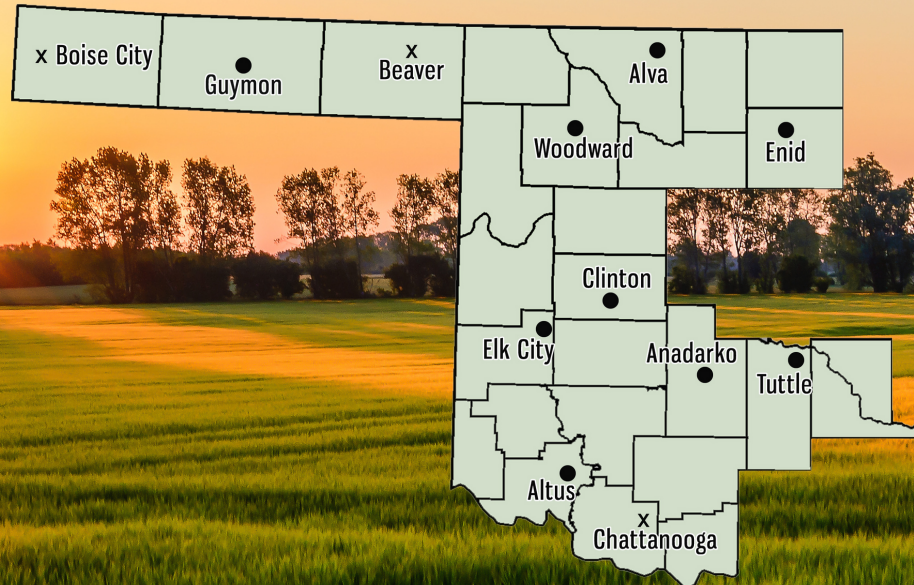 x Boise City
Guymon
x
Beaver
Alva
Woodward
Enid
Clinton
Elk City
Anadarko
Tuttle
Altus
x
Chattanooga